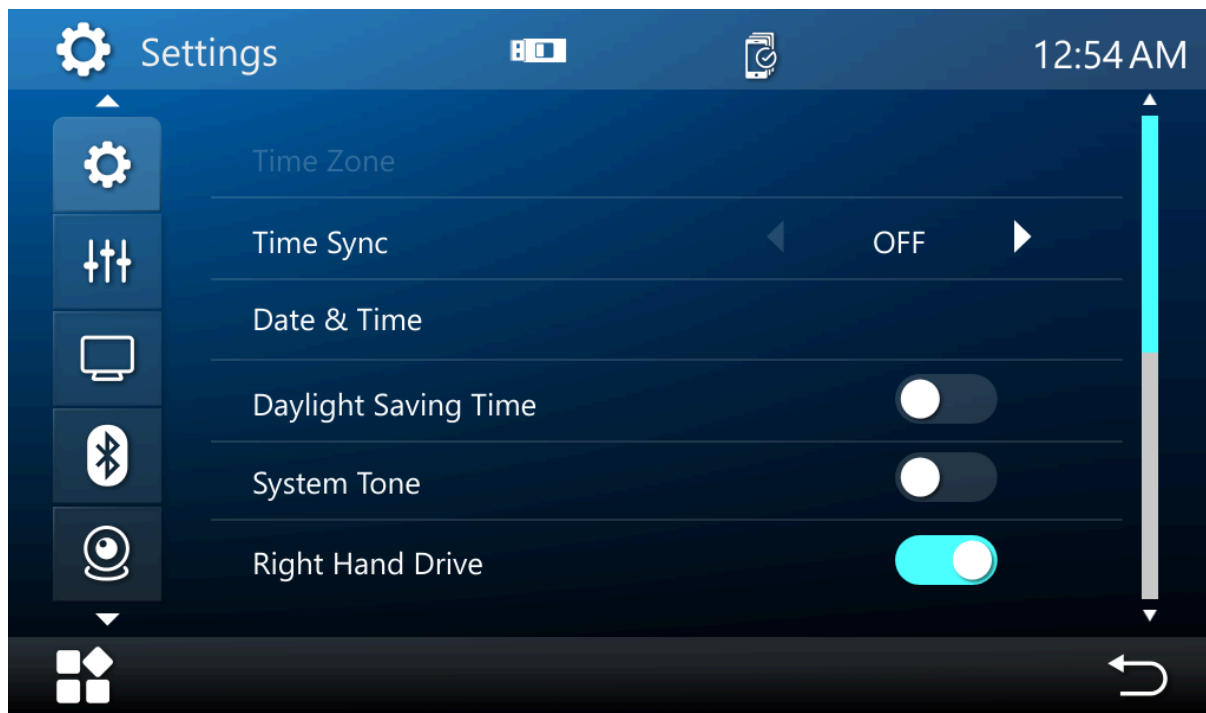 Settings
12:54 AM
Time Zone
Time Sync OFF
Date & Time
Daylight Saving Time
System Tone
Right Hand Drive